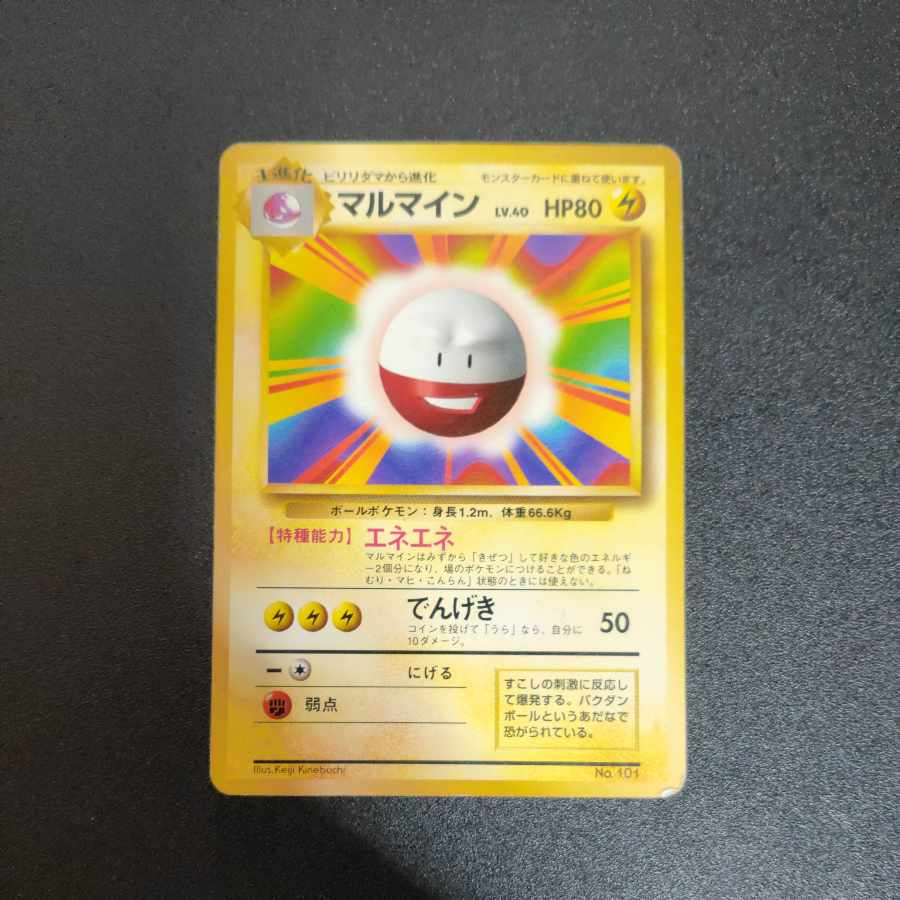 1進化 ビリリダマから進化 モンスターカードに重ねて使います。
マルマイン LV.40 HP80
ボールポケモン：身長1.2m、体重66.6Kg
【特種能力】エネエネ
マルマインはみずから「きぜつ」して好きな色のエネルギ
ー2個分になり、場のポケモンにつけることができる。「ね
むり・マヒ・こんらん」状態のときには使えない。
でんげき 50
コインを投げて「うら」なら、自分に
10ダメージ。
にげる
弱点
すこしの刺激に反応し
て爆発する。バクダン
ボールというあだなで
恐がられている。
Illus.Keiji Kinebuchi
No. 101